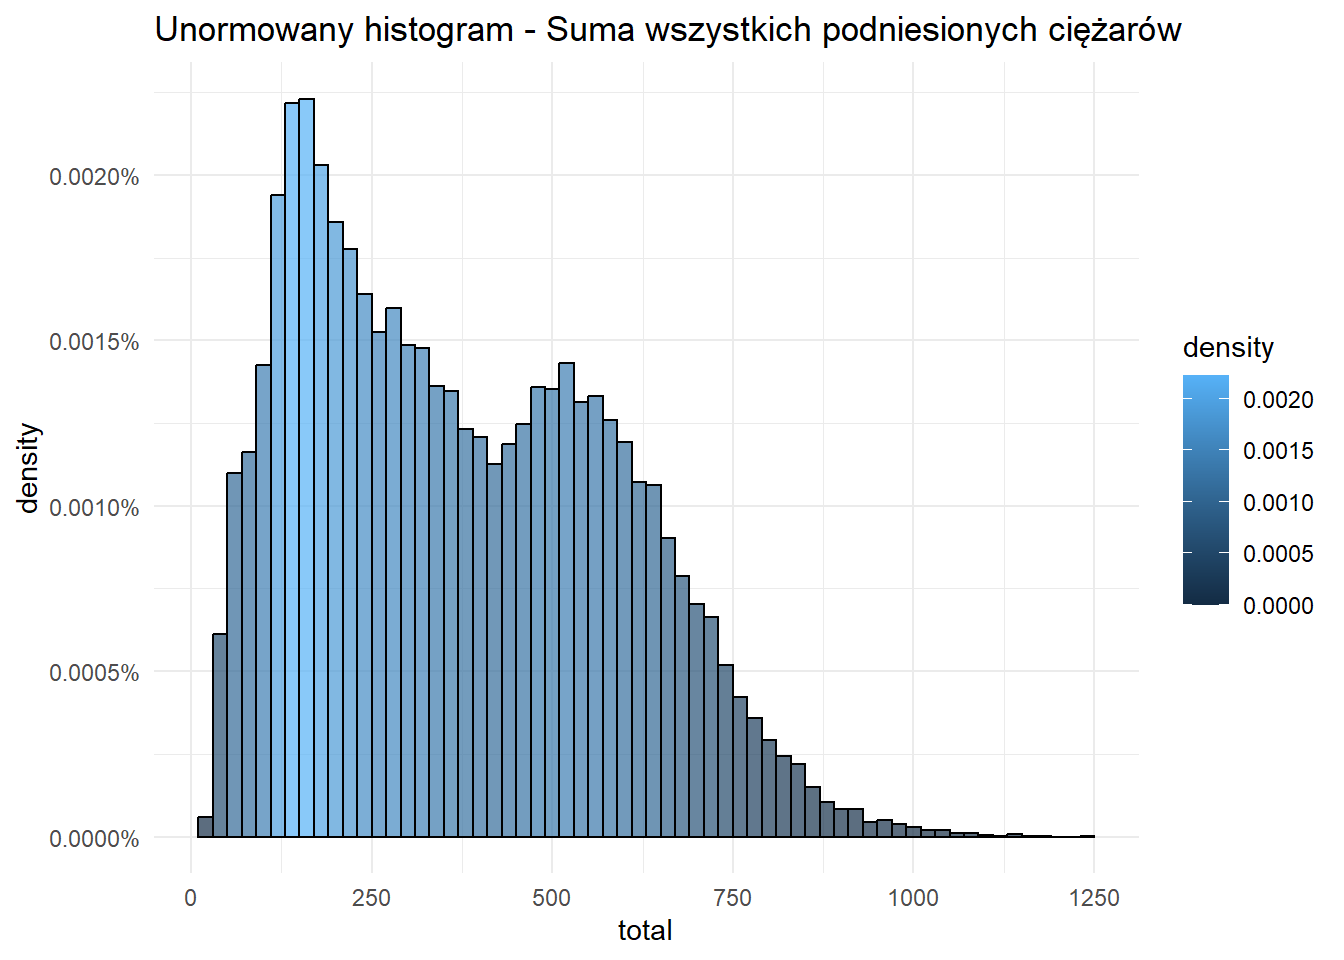 Unormowany histogram - Suma wszystkich podniesionych ciężarów
0.0020%
0.0015%
0.0010%
0.0005%
0.0000%
density
0 250 500 750 1000 1250
total
density
0.0020
0.0015
0.0010
0.0005
0.0000